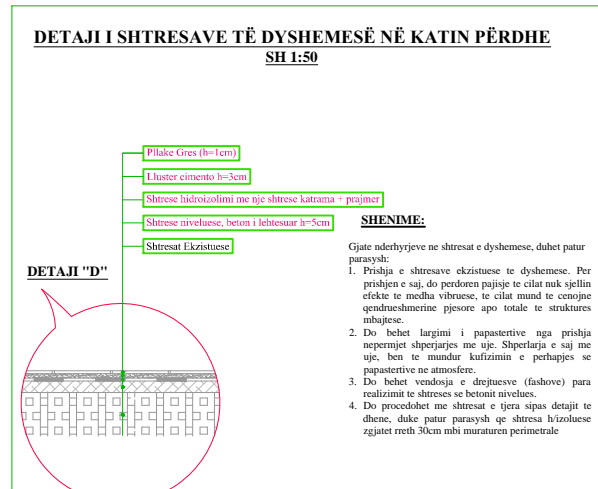 DETAJI I SHTRESAVE TË DYSHEMESË NË KATIN PËRDHE
SH 1:50
Pllake Gres (h=1cm)
Lluster cimento h=3cm
Shtrese hidroizolimi me nje shtrese katrama + prajmer
Shtrese niveluese, beton i lehtesuar h=5cm
Shtresat Ekzistuese
DETAJI "D"
SHENIME:
Gjate nderhyrjeve ne shtresat e dyshemese, duhet patur
parasysh:
1. Prishja e shtresave ekzistuese te dyshemese. Per
prishjen e saj, do perdoren pajisje te cilat nuk sjellin
efekte te medha vibruese, te cilat mund te cenojne
qendrueshmerine pjesore apo totale te struktures
mbajtese.
2. Do behet largimi i papastertive nga prishja
nepermjet shperjarjes me uje. Shperlarja e saj me
uje, ben te mundur kufizimin e perhapjes se
papastertive ne atmosfere.
3. Do behet vendosja e drejtuesve (fashove) para
realizimit te shtreses se betonit nivelues.
4. Do procedohet me shtresat e tjera sipas detajit te
dhene, duke patur parasysh qe shtresa h/izoluese
zgjatet rreth 30cm mbi muraturen perimetrale